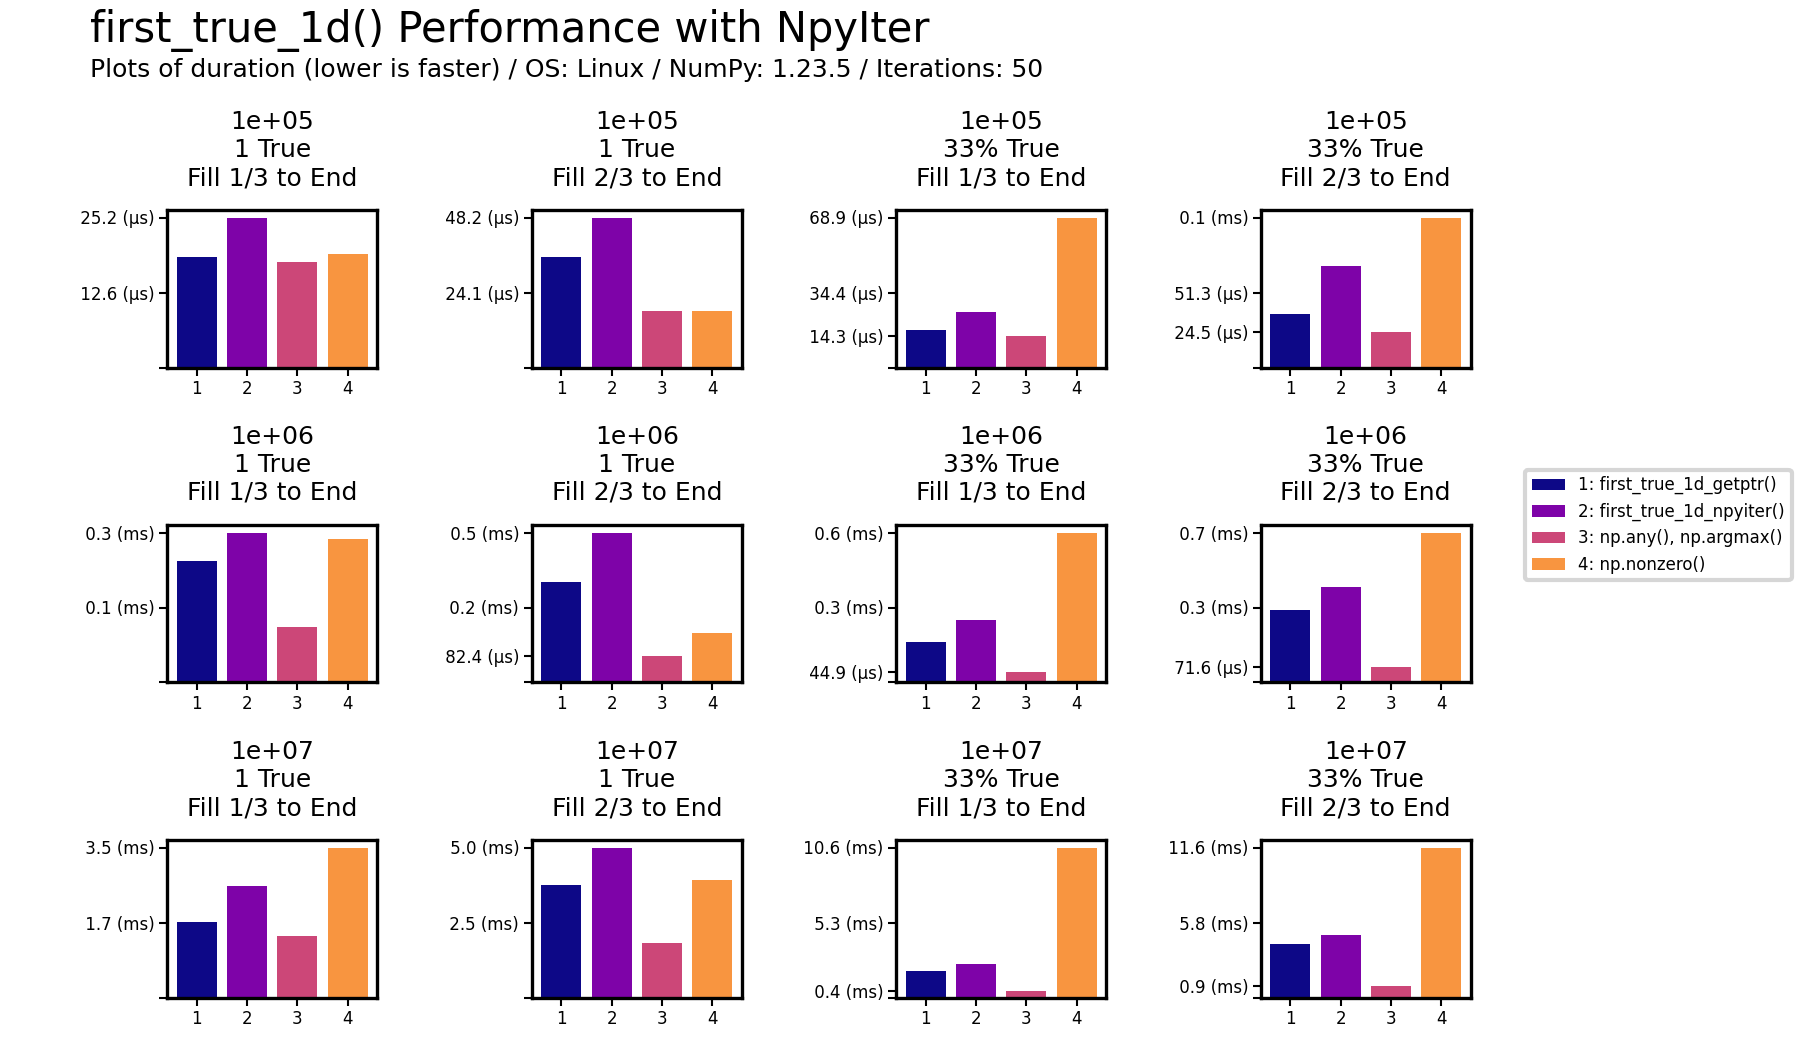 first_true_1d() Performance with NpyIter
Plots of duration (lower is faster) / OS: Linux / NumPy: 1.23.5 / Iterations: 50
1e+05
1 True
Fill 1/3 to End
25.2 (µs)
12.6 (µs)
1 2 3 4
1e+05
1 True
Fill 2/3 to End
48.2 (µs)
24.1 (µs)
1 2 3 4
1e+05
33% True
Fill 1/3 to End
68.9 (µs)
34.4 (µs)
14.3 (µs)
1 2 3 4
1e+05
33% True
Fill 2/3 to End
0.1 (ms)
51.3 (µs)
24.5 (µs)
1 2 3 4
1e+06
1 True
Fill 1/3 to End
0.3 (ms)
0.1 (ms)
1 2 3 4
1e+06
1 True
Fill 2/3 to End
0.5 (ms)
0.2 (ms)
82.4 (µs)
1 2 3 4
1e+06
33% True
Fill 1/3 to End
0.6 (ms)
0.3 (ms)
44.9 (µs)
1 2 3 4
1e+06
33% True
Fill 2/3 to End
0.7 (ms)
0.3 (ms)
71.6 (µs)
1 2 3 4
1: first_true_1d_getptr()
2: first_true_1d_npyiter()
3: np.any(), np.argmax()
4: np.nonzero()
1e+07
1 True
Fill 1/3 to End
3.5 (ms)
1.7 (ms)
1 2 3 4
1e+07
1 True
Fill 2/3 to End
5.0 (ms)
2.5 (ms)
1 2 3 4
1e+07
33% True
Fill 1/3 to End
10.6 (ms)
5.3 (ms)
0.4 (ms)
1 2 3 4
1e+07
33% True
Fill 2/3 to End
11.6 (ms)
5.8 (ms)
0.9 (ms)
1 2 3 4